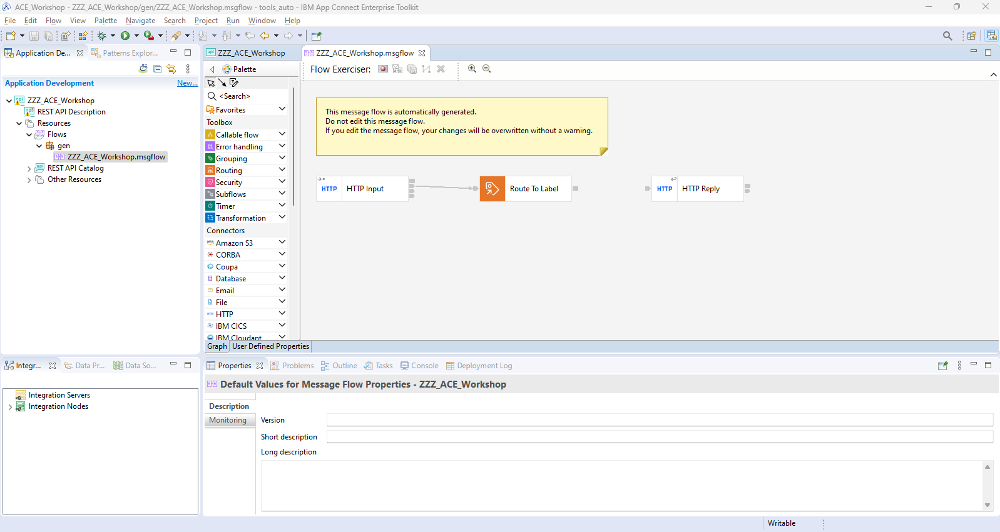 ACE_Workshop - ZZZ_ACE_Workshop/gen/ZZZ_ACE_Workshop.msgflow - tools_auto - IBM App Connect Enterprise Toolkit
File Edit Flow View Palette Navigate Search Project Run Window Help
Application De...
Patterns Explor...
Application Development
New...
ZZZ_ACE_Workshop
REST API Description
Resources
Flows
gen
ZZZ_ACE_Workshop.msgflow
REST API Catalog
Other Resources
api ZZZ_ACE_Workshop
ZZZ_ACE_Workshop.msgflow
Palette
Flow Exerciser:
<Search>
Favorites
Toolbox
Callable flow
Error handling
Grouping
Routing
Security
Subflows
Timer
Transformation
Connectors
aws Amazon S3
CORBA
Coupa
Database
Email
File
HTTP HTTP
IBM CICS
IBM Cloudant
This message flow is automatically generated.
Do not edit this message flow.
If you edit the message flow, your changes will be overwritten without a warning.
HTTP HTTP Input
Route To Label
HTTP HTTP Reply
Graph User Defined Properties
Integr...
Data Pr...
Data So...
Integration Servers
Integration Nodes
Properties
Problems
Outline
Tasks
Console
Deployment Log
Default Values for Message Flow Properties - ZZZ_ACE_Workshop
Description
Monitoring
Version
Short description
Long description
Writable